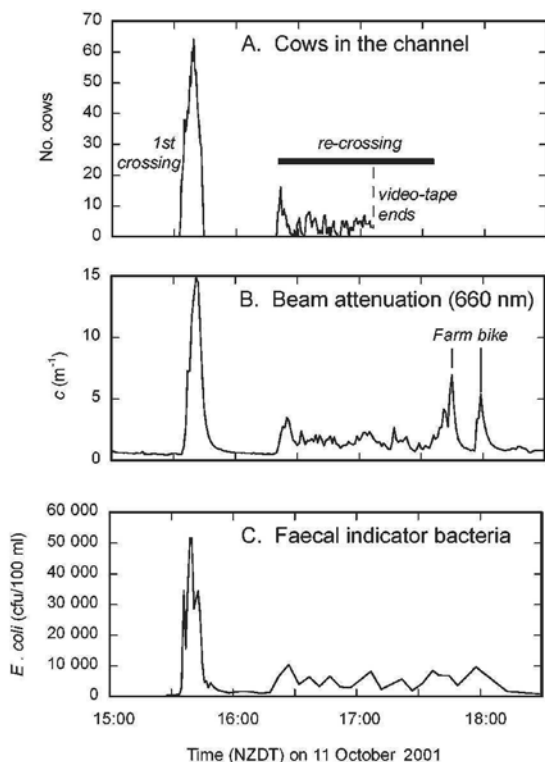 A. Cows in the channel
No. cows
70
60
50
40
30
20
10
0
1st
crossing
re-crossing
video-tape
ends
B. Beam attenuation (660 nm)
c (m⁻¹)
15
10
5
0
Farm bike
C. Faecal indicator bacteria
E. coli (cfu/100 ml)
60 000
50 000
40 000
30 000
20 000
10 000
0
15:00 16:00 17:00 18:00
Time (NZDT) on 11 October 2001